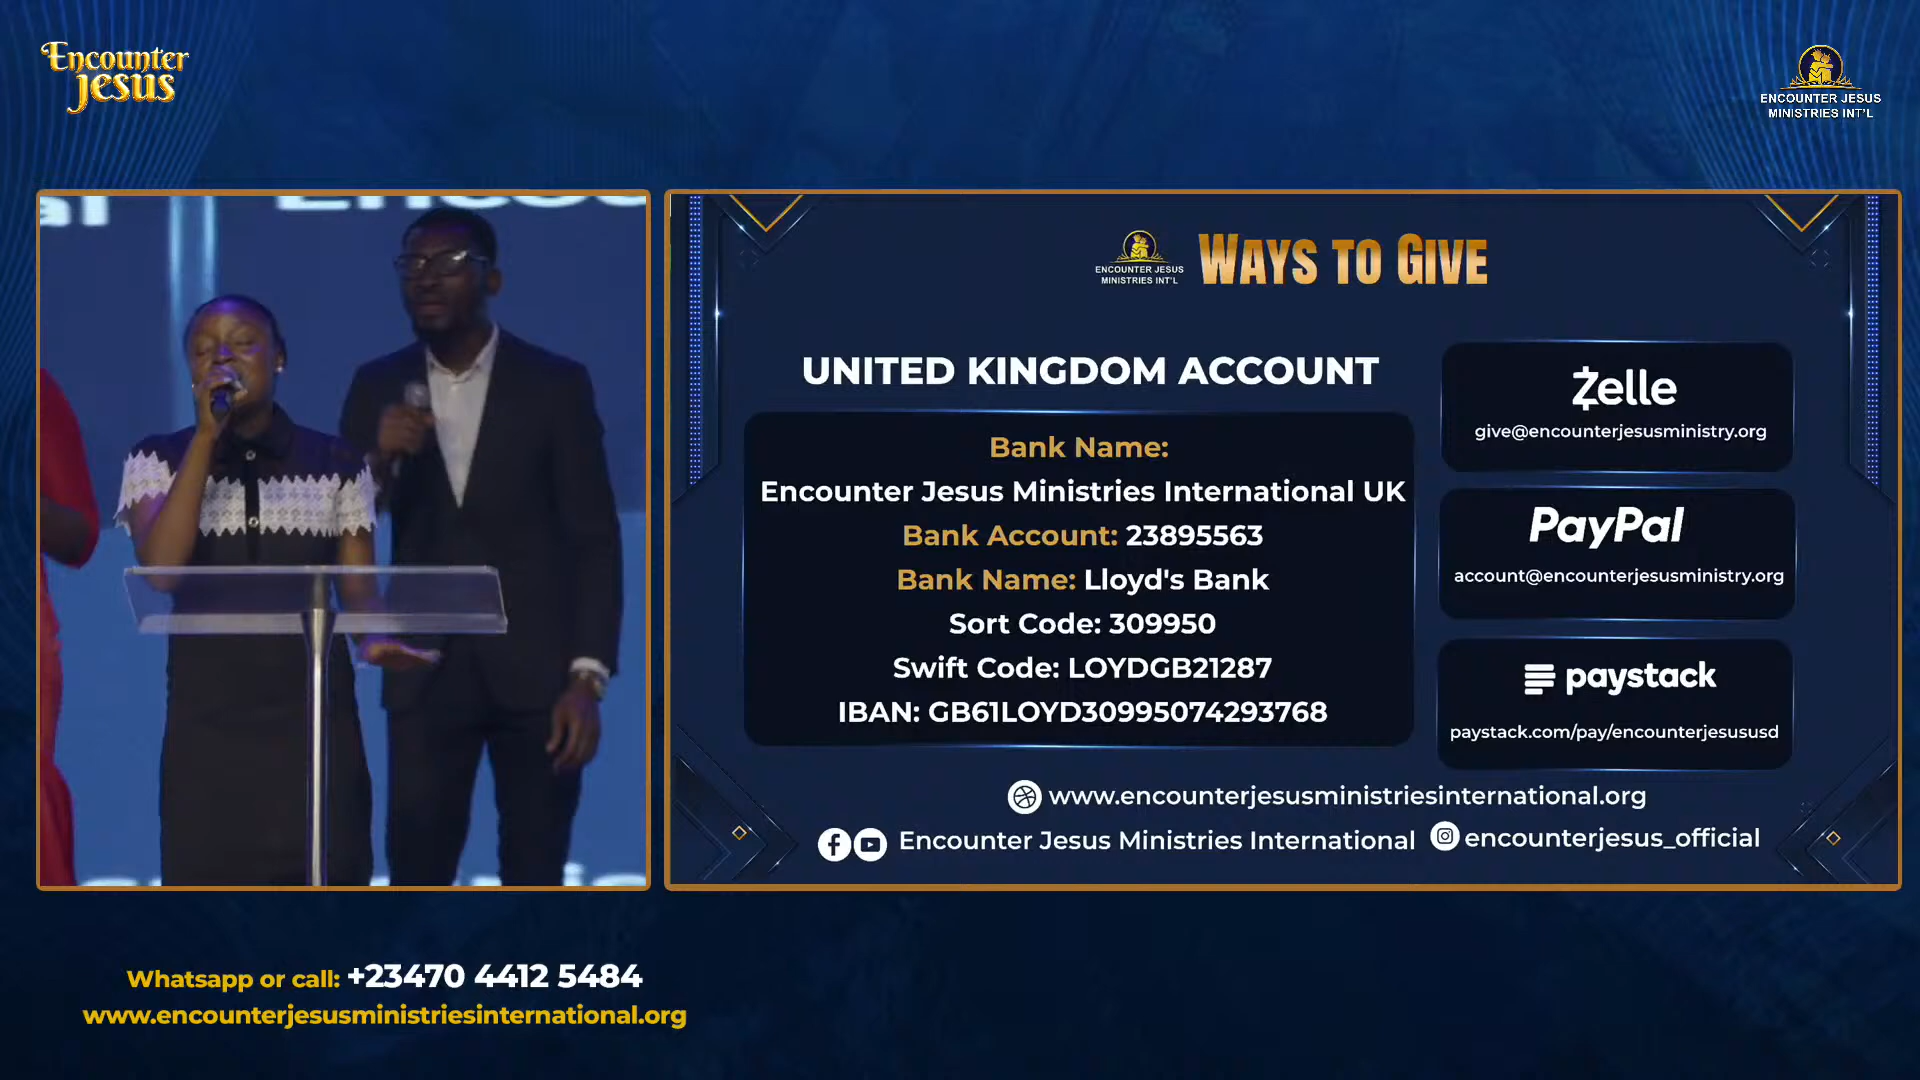 Encounter
Jesus
ENCOUNTER JESUS
MINISTRIES INT'L
ENCOUNTER JESUS
MINISTRIES INT'L
WAYS TO GIVE
UNITED KINGDOM ACCOUNT
Bank Name:
Encounter Jesus Ministries International UK
Bank Account: 23895563
Bank Name: Lloyd's Bank
Sort Code: 309950
Swift Code: LOYDGB21287
IBAN: GB61LOYD30995074293768
Zelle
give@encounterjesusministry.org
PayPal
account@encounterjesusministry.org
paystack
paystack.com/pay/encounterjesususd
www.encounterjesusministriesinternational.org
Encounter Jesus Ministries International
encounterjesus_official
Whatsapp or call: +23470 4412 5484
www.encounterjesusministriesinternational.org